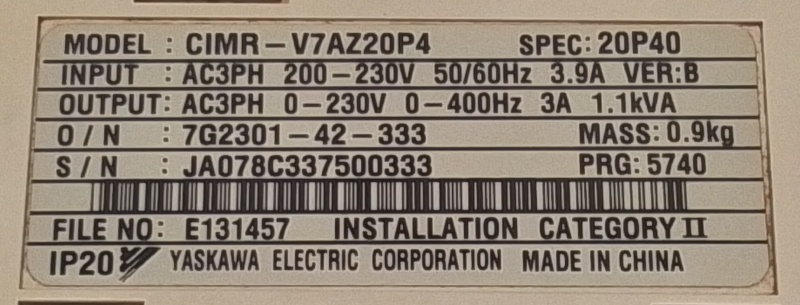 MODEL : CIMR-V7AZ20P4 SPEC: 20P40
INPUT : AC3PH 200-230V 50/60Hz 3.9A VER:B
OUTPUT: AC3PH 0-230V 0-400Hz 3A 1.1kVA
O / N : 7G2301-42-333 MASS: 0.9kg
S / N : JA078C337500333 PRG: 5740
FILE NO: E131457 INSTALLATION CATEGORY II
IP20 YASKAWA ELECTRIC CORPORATION MADE IN CHINA